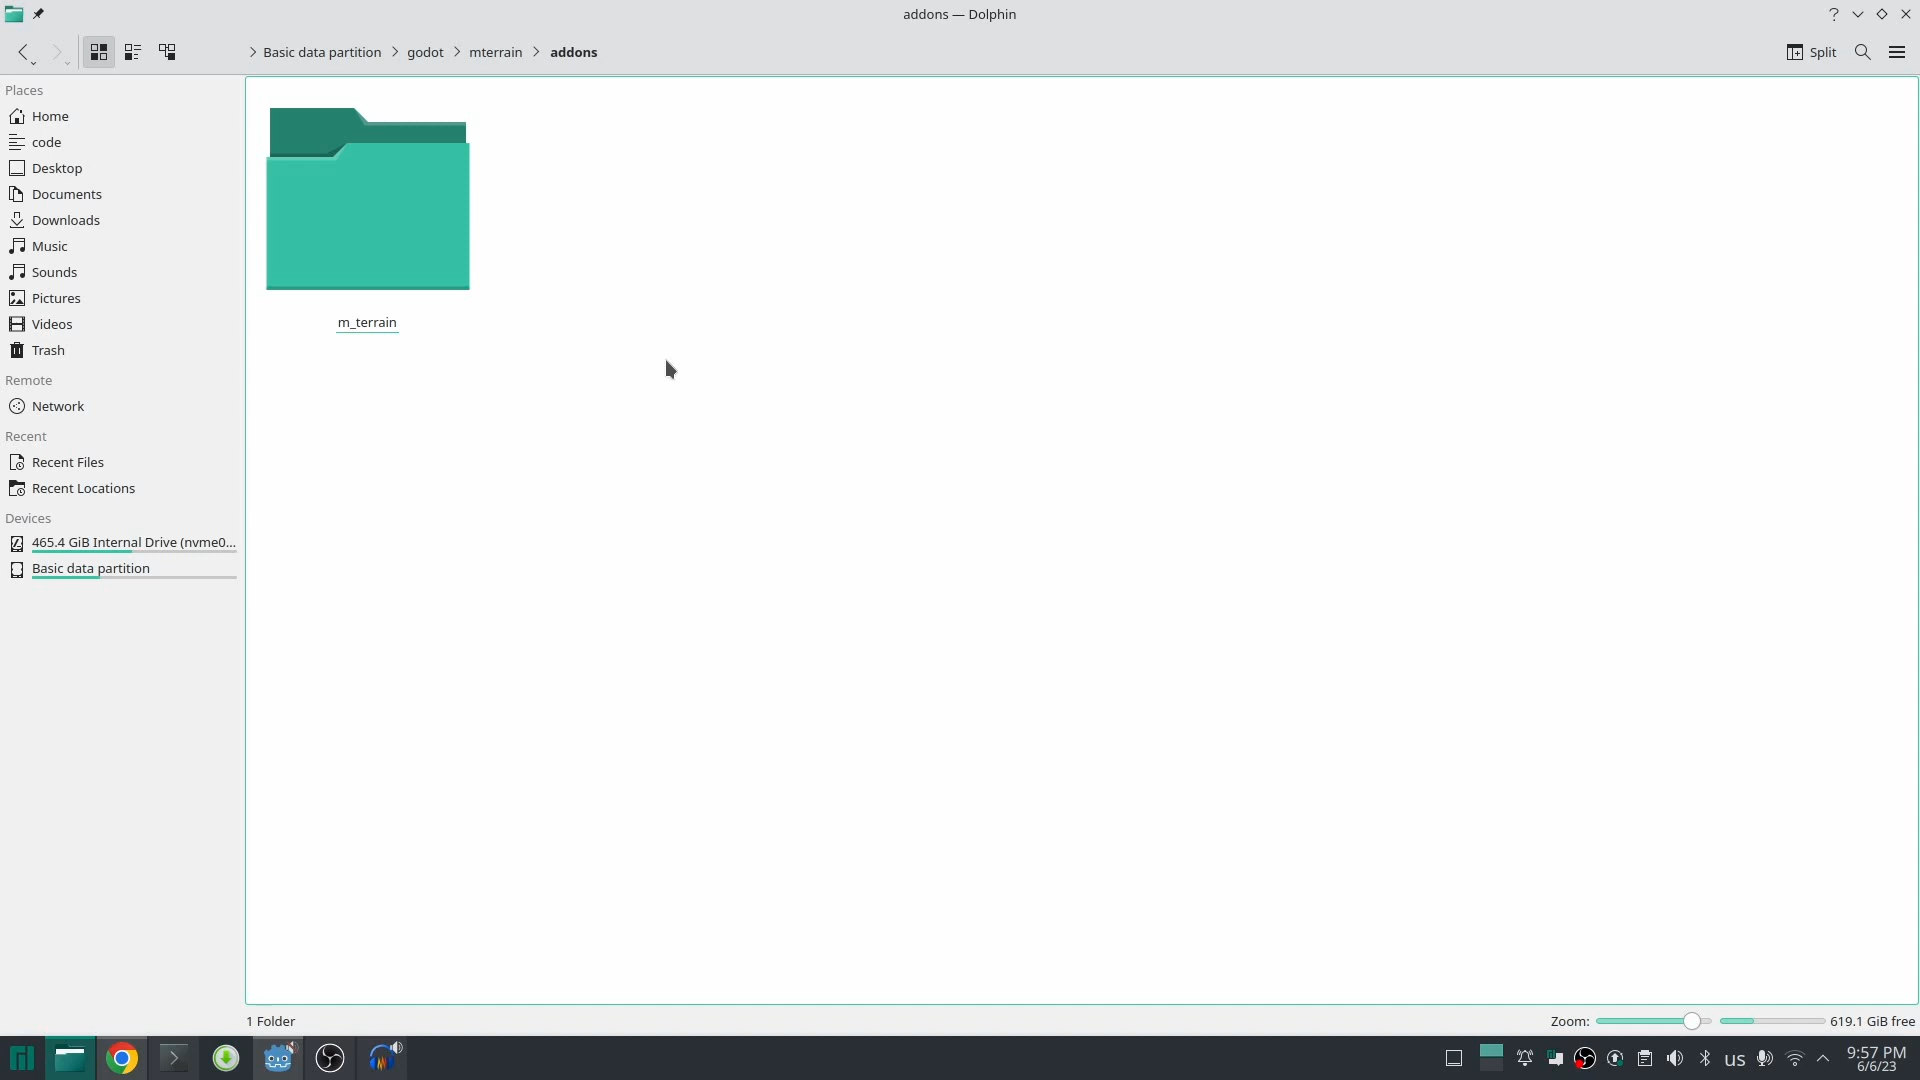 addons — Dolphin
Basic data partition > godot > mterrain > addons
Split
Places
Home
code
Desktop
Documents
Downloads
Music
Sounds
Pictures
Videos
Trash
Remote
Network
Recent
Recent Files
Recent Locations
Devices
465.4 GiB Internal Drive (nvme0...
Basic data partition
m_terrain
1 Folder
Zoom:
619.1 GiB free
us
9:57 PM
6/6/23